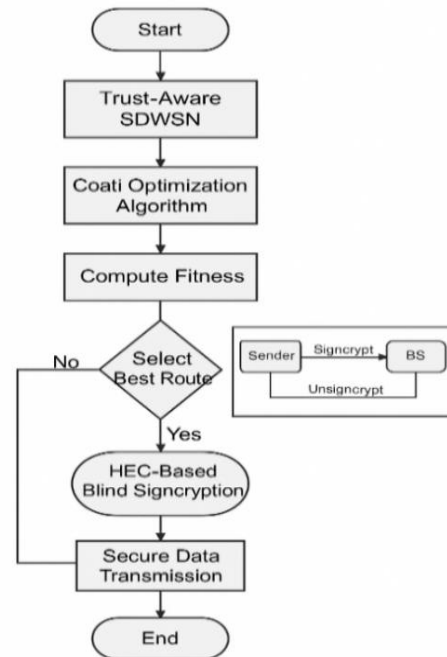 Start
Trust-Aware
SDWSN
Coati Optimization
Algorithm
Compute Fitness
No
Select
Best Route
Yes
Sender
Signcrypt
BS
Unsigncrypt
HEC-Based
Blind Signcryption
Secure Data
Transmission
End